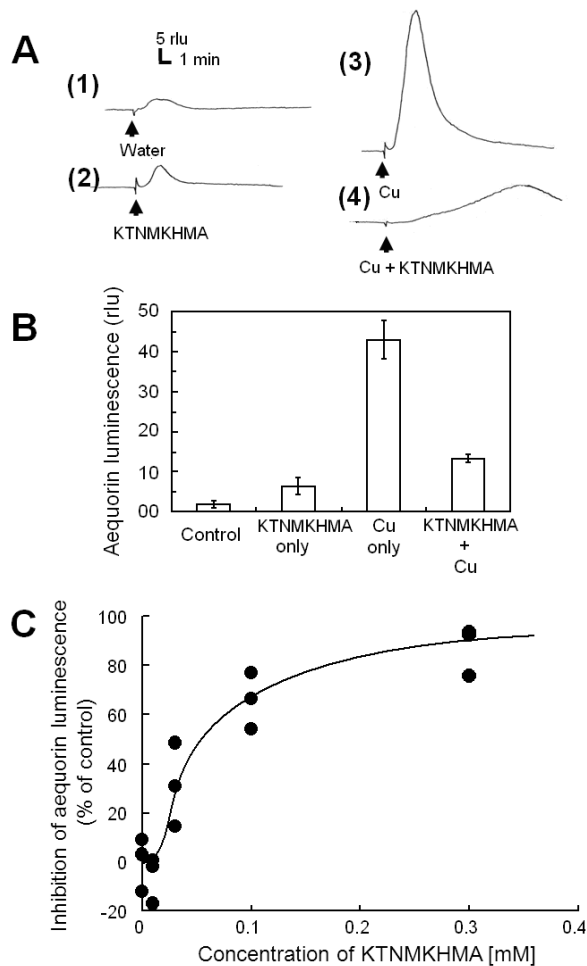 A
5 rlu
1 min
(1)
Water
(2)
KTNMKHMA
(3)
Cu
(4)
Cu + KTNMKHMA
B
Aequorin luminescence (rlu)
50
40
30
20
10
00
Control
KTNMKHMA
only
Cu
only
KTNMKHMA
+
Cu
C
Inhibition of aequorin luminescence
(% of control)
100
80
60
40
20
0
-20
0
0.1
0.2
0.3
0.4
Concentration of KTNMKHMA [mM]